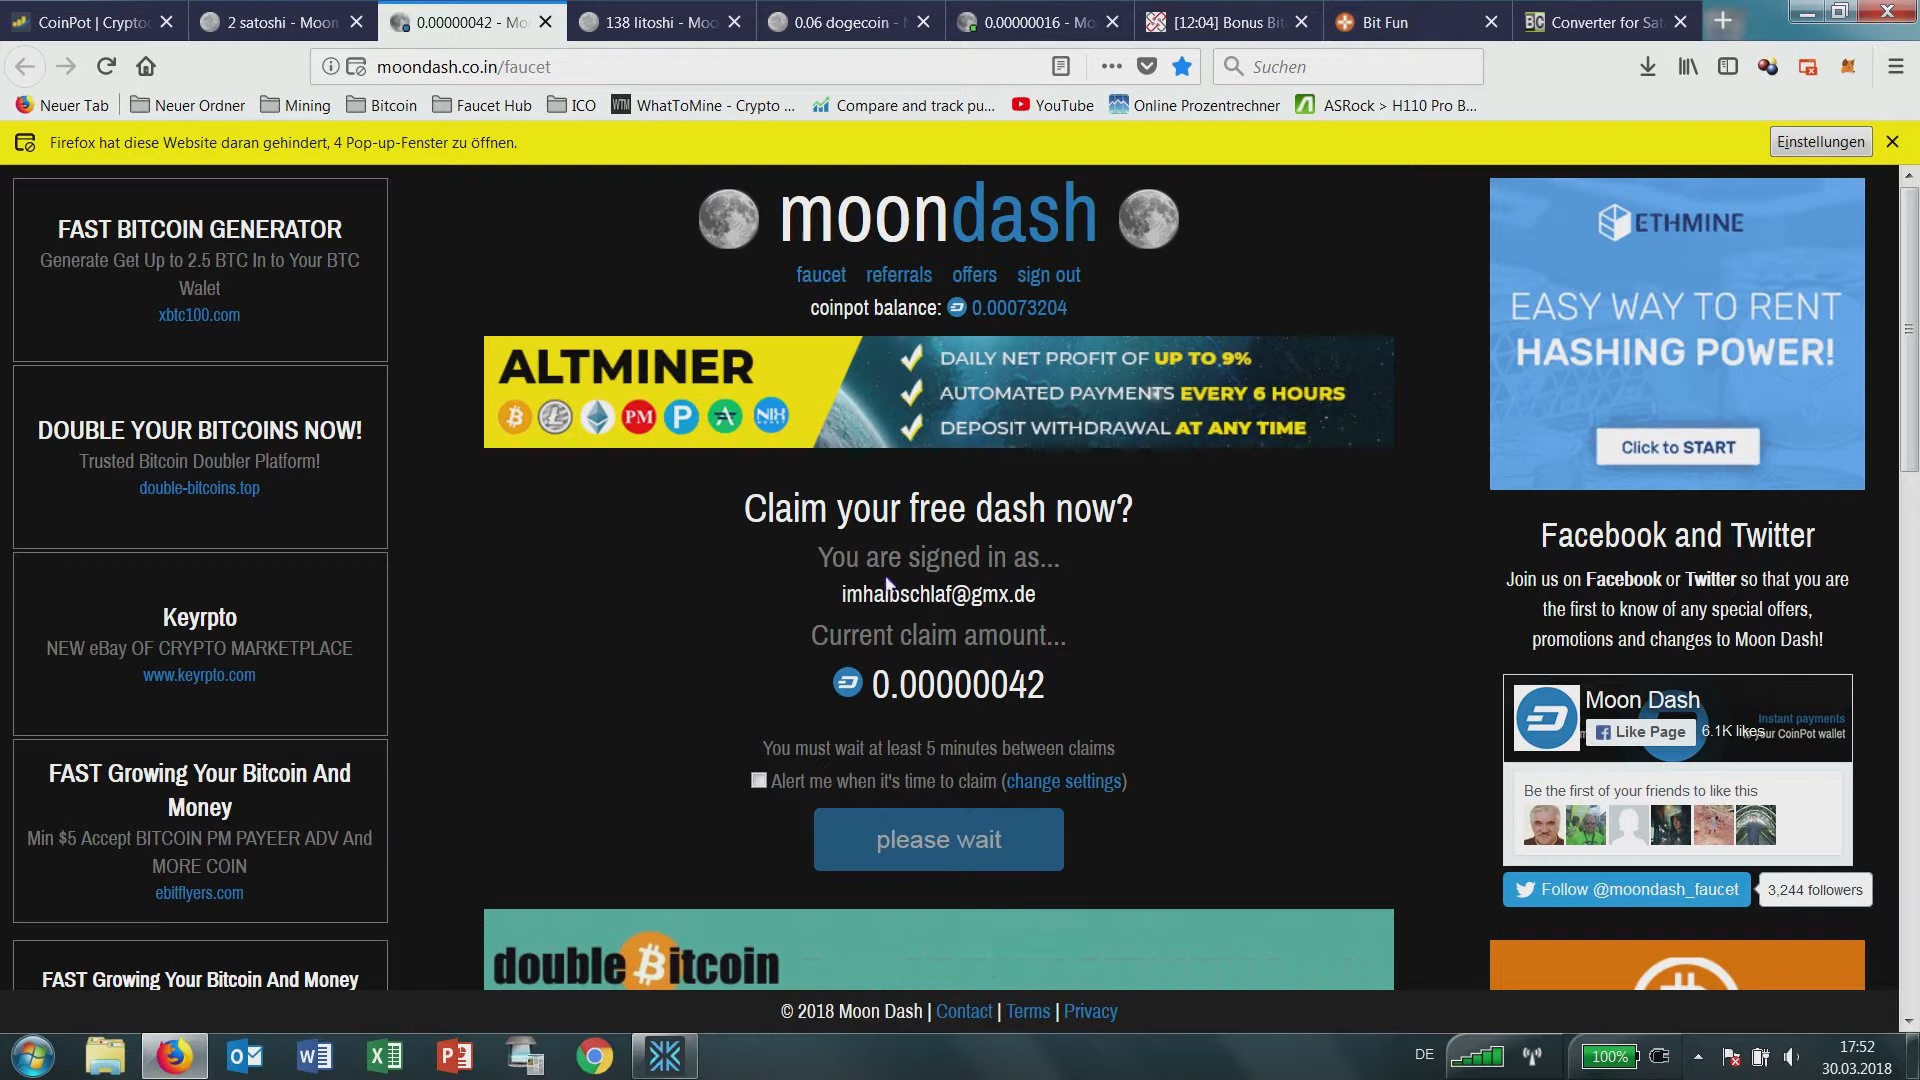 CoinPot | Cryptoc
2 satoshi - Moon
0.00000042 - Mo
138 litoshi - Moo
0.06 dogecoin -
0.00000016 - Mo
[12:04] Bonus Bit
Bit Fun
Converter for Sat
moondash.co.in/faucet
Suchen
Neuer Tab
Neuer Ordner
Mining
Bitcoin
Faucet Hub
ICO
WTM
WhatToMine - Crypto ...
Compare and track pu...
YouTube
Online Prozentrechner
ASRock > H110 Pro B...
Firefox hat diese Website daran gehindert, 4 Pop-up-Fenster zu öffnen.
Einstellungen
FAST BITCOIN GENERATOR
Generate Get Up to 2.5 BTC In to Your BTC
Walet
xbtc100.com
DOUBLE YOUR BITCOINS NOW!
Trusted Bitcoin Doubler Platform!
double-bitcoins.top
Keyrpto
NEW eBay OF CRYPTO MARKETPLACE
www.keyrpto.com
FAST Growing Your Bitcoin And
Money
Min $5 Accept BITCOIN PM PAYEER ADV And
MORE COIN
ebitflyers.com
FAST Growing Your Bitcoin And Money
moondash
faucet referrals offers sign out
coinpot balance: 0.00073204
ALTMINER
PM
NIX
DAILY NET PROFIT OF UP TO 9%
AUTOMATED PAYMENTS EVERY 6 HOURS
DEPOSIT WITHDRAWAL AT ANY TIME
Claim your free dash now?
You are signed in as...
imhalbschlaf@gmx.de
Current claim amount...
0.00000042
You must wait at least 5 minutes between claims
Alert me when it's time to claim (change settings)
please wait
double Bitcoin
© 2018 Moon Dash | Contact | Terms | Privacy
ETHMINE
EASY WAY TO RENT
HASHING POWER!
Click to START
Facebook and Twitter
Join us on Facebook or Twitter so that you are
the first to know of any special offers,
promotions and changes to Moon Dash!
Moon Dash
Like Page
6.1K likes
Instant payments
your CoinPot wallet
Be the first of your friends to like this
Follow @moondash_faucet
3,244 followers
DE
100%
17:52
30.03.2018